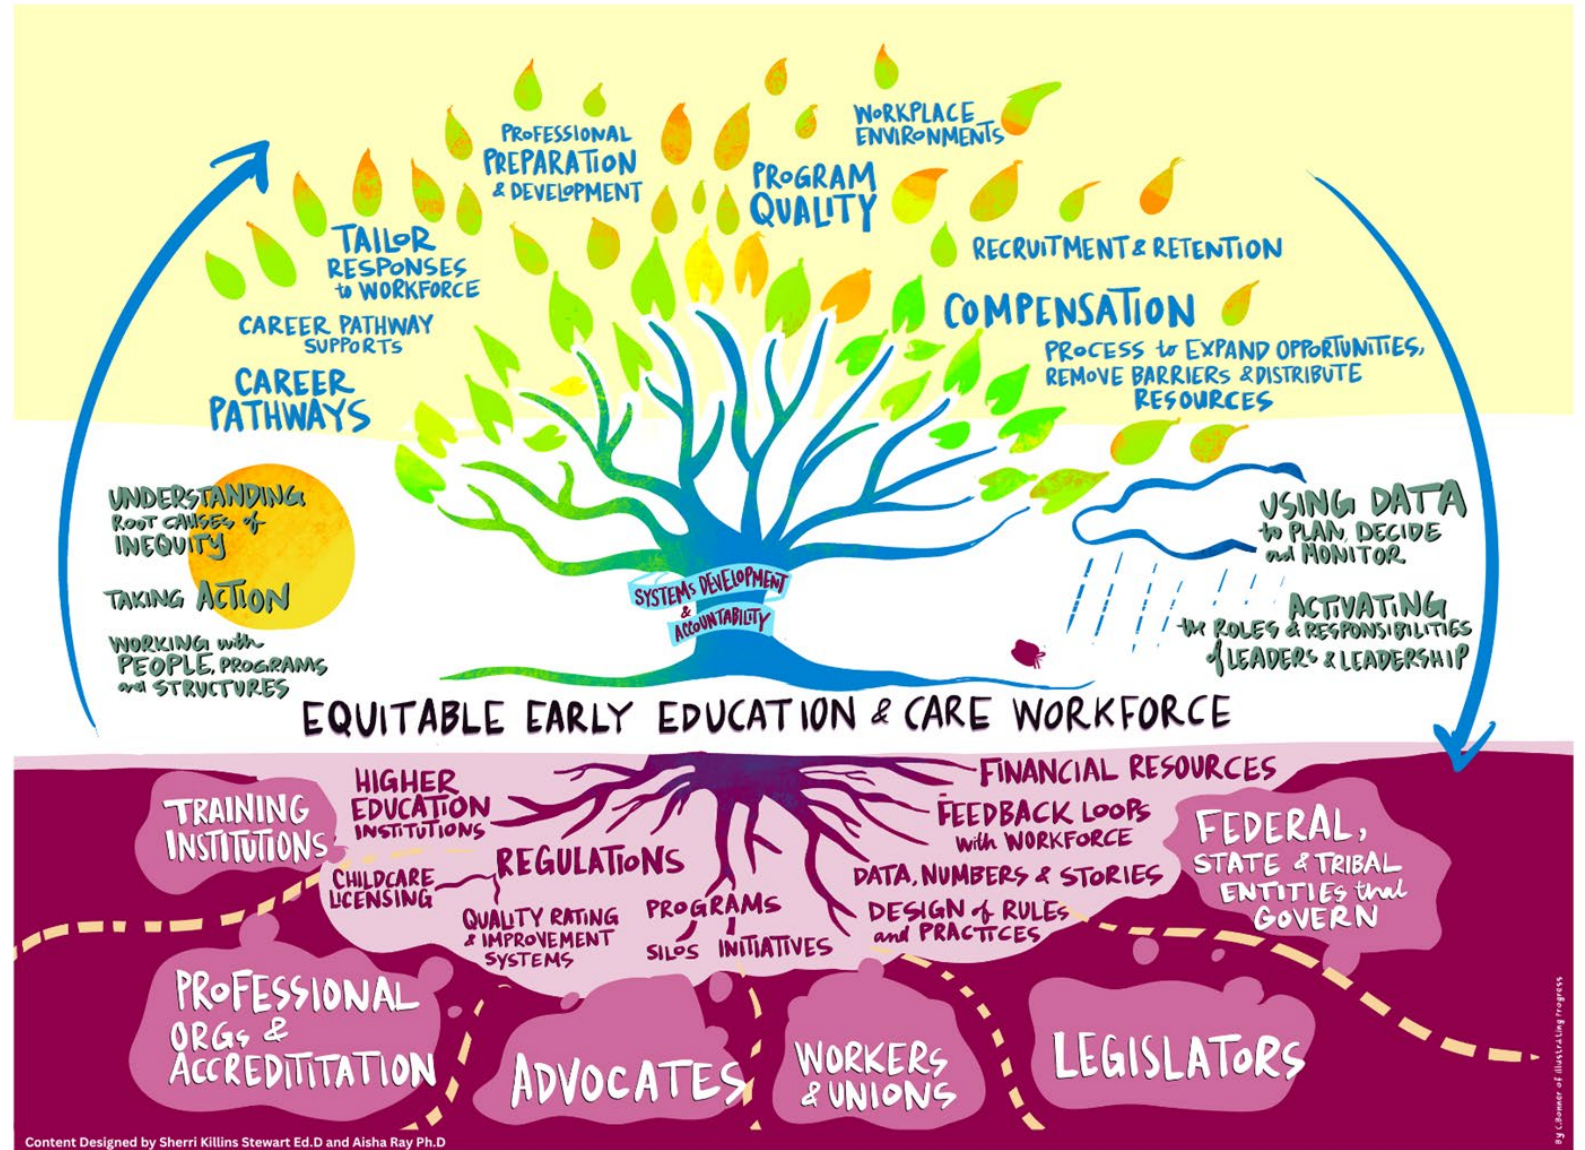 PROFESSIONAL
PREPARATION
& DEVELOPMENT
WORKPLACE
ENVIRONMENTS
PROGRAM
QUALITY
TAILOR
RESPONSES
to WORKFORCE
RECRUITMENT & RETENTION
CAREER PATHWAY
SUPPORTS
COMPENSATION
CAREER
PATHWAYS
PROCESS to EXPAND OPPORTUNITIES,
REMOVE BARRIERS & DISTRIBUTE
RESOURCES
UNDERSTANDING
ROOT CAUSES of
INEQUITY
TAKING ACTION
WORKING with
PEOPLE, PROGRAMS
and STRUCTURES
USING DATA
to PLAN, DECIDE
and MONITOR
ACTIVATING
the ROLES & RESPONSIBILITIES
of LEADERS & LEADERSHIP
SYSTEMS DEVELOPMENT
&
ACCOUNTABILITY
EQUITABLE EARLY EDUCATION & CARE WORKFORCE
TRAINING
INSTITUTIONS
HIGHER
EDUCATION
INSTITUTIONS
REGULATIONS
CHILDCARE
LICENSING
QUALITY RATING
& IMPROVEMENT
SYSTEMS
PROGRAMS
SILOS INITIATIVES
FINANCIAL RESOURCES
FEEDBACK LOOPS
with WORKFORCE
DATA, NUMBERS & STORIES
DESIGN of RULES
and PRACTICES
FEDERAL,
STATE & TRIBAL
ENTITIES that
GOVERN
PROFESSIONAL
ORGs &
ACCREDITITATION
ADVOCATES
WORKERS
& UNIONS
LEGISLATORS
Content Designed by Sherri Killins Stewart Ed.D and Aisha Ray Ph.D
By C.Bonner of Illustrating Progress